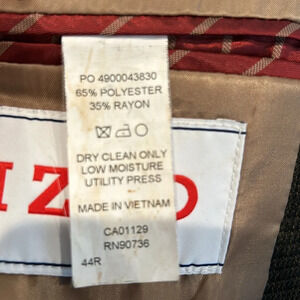 PO 4900043830
65% POLYESTER
35% RAYON
DRY CLEAN ONLY
LOW MOISTURE
UTILITY PRESS
MADE IN VIETNAM
CA01129
RN90736
44R